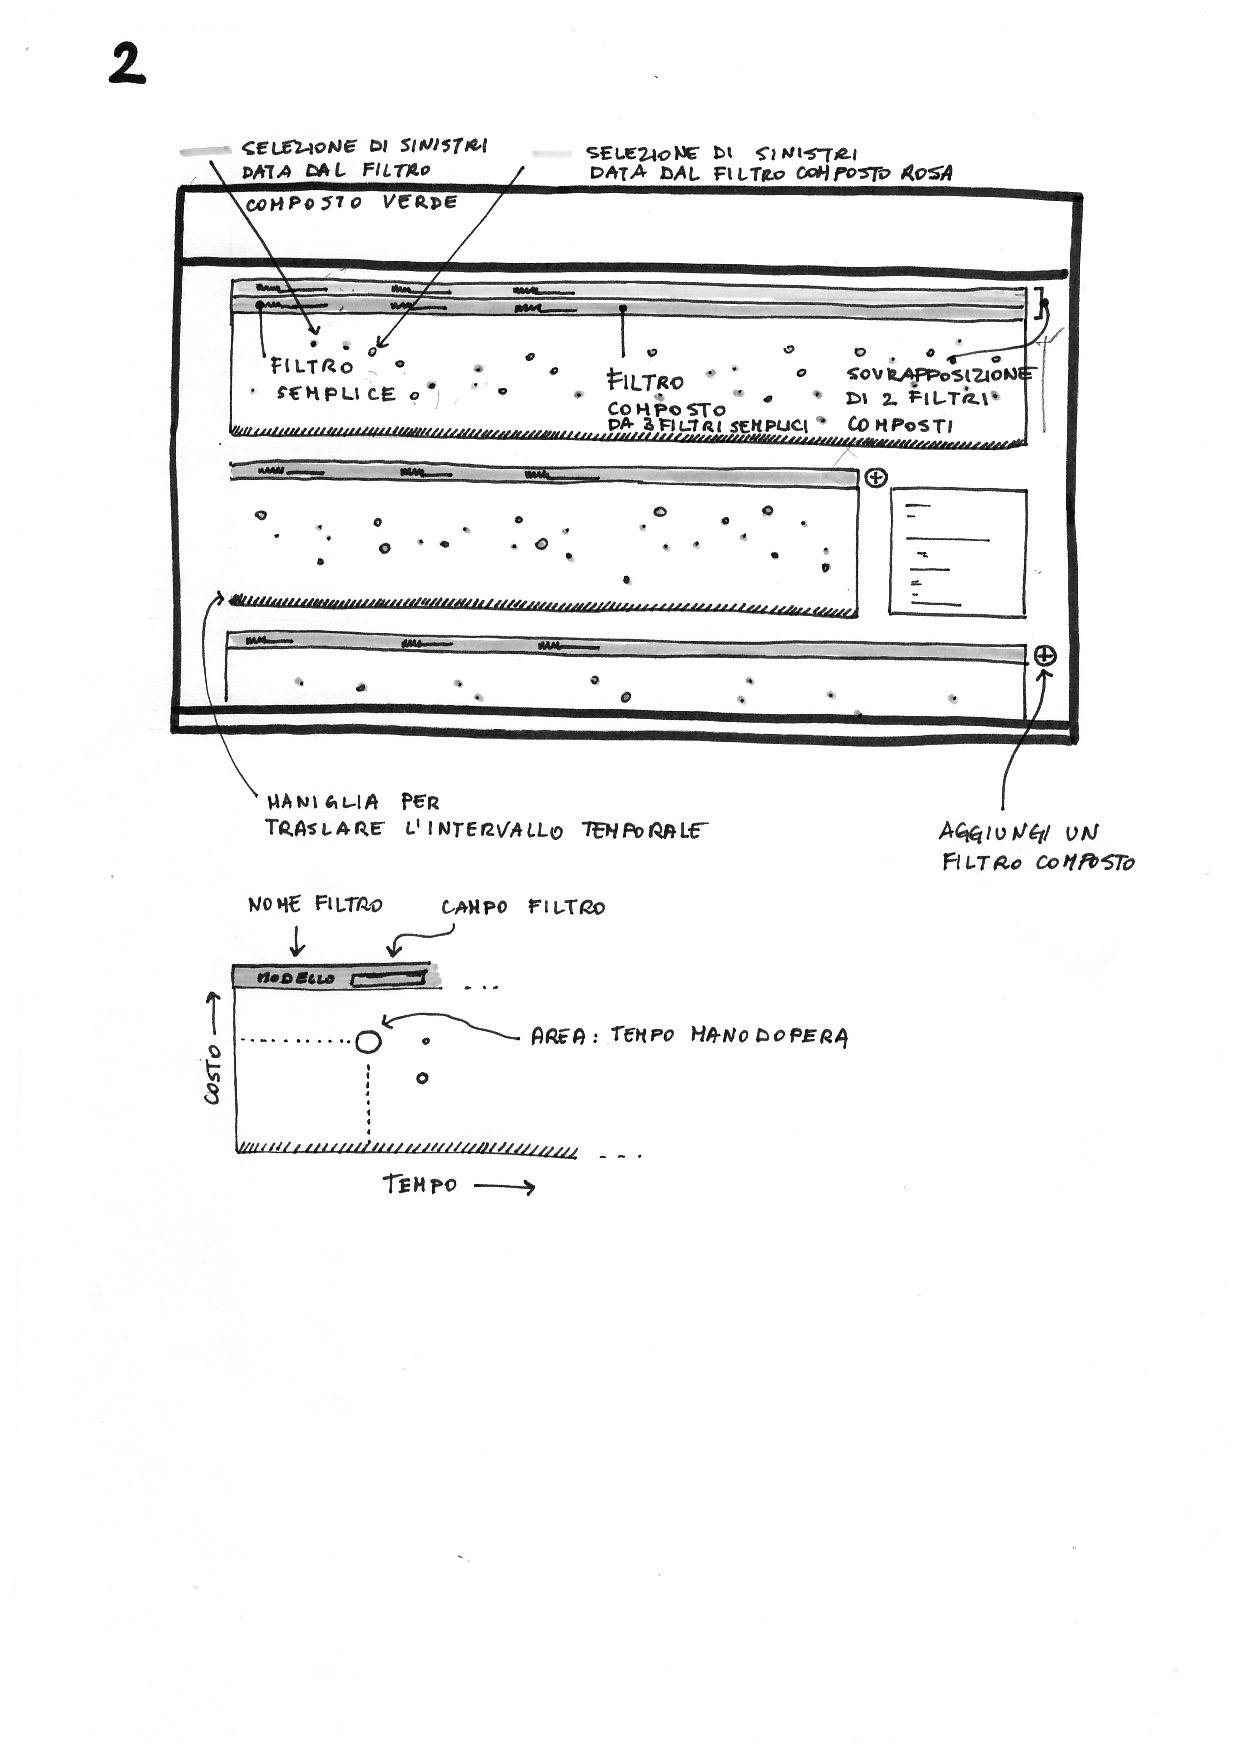 2
SELEZIONE DI SINISTRI
DATA DAL FILTRO
COMPOSTO VERDE
SELEZIONE DI SINISTRI
DATA DAL FILTRO COMPOSTO ROSA
FILTRO
SEMPLICE
FILTRO
COMPOSTO
DA 3 FILTRI SEMPLICI
SOVRAPPOSIZIONE
DI 2 FILTRI
COMPOSTI
MANIGLIA PER
TRASLARE L'INTERVALLO TEMPORALE
AGGIUNGI UN
FILTRO COMPOSTO
NOME FILTRO
CAMPO FILTRO
MODELLO
AREA: TEMPO MANODOPERA
COSTO
TEMPO